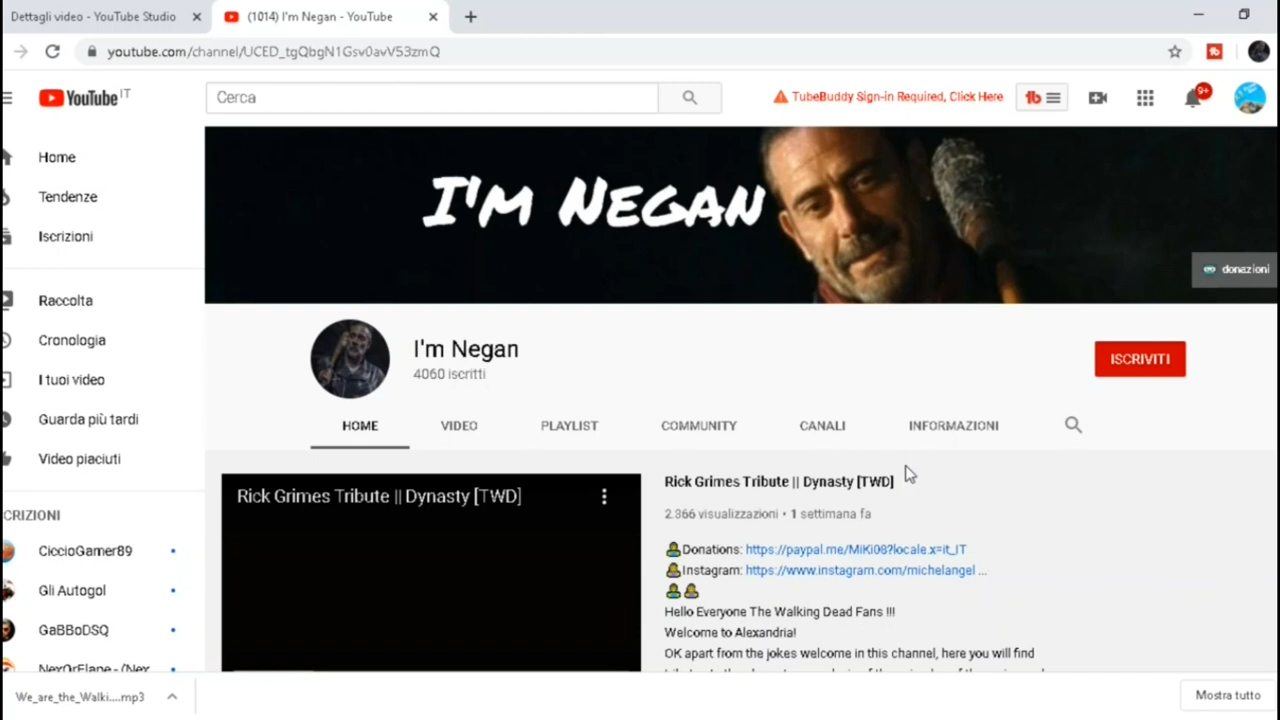 Dettagli video - YouTube Studio
(1014) I'm Negan - YouTube
youtube.com/channel/UCED_tgQbgN1Gsv0avV53zmQ
YouTube IT
Cerca
TubeBuddy Sign-in Required, Click Here
tb
9+
Home
Tendenze
Iscrizioni
Raccolta
Cronologia
I tuoi video
Guarda più tardi
Video piaciuti
CRIZIONI
CiccioGamer89
Gli Autogol
GaBBoDSQ
I'm Negan
donazioni
I'm Negan
4060 iscritti
ISCRIVITI
HOME
VIDEO
PLAYLIST
COMMUNITY
CANALI
INFORMAZIONI
Rick Grimes Tribute || Dynasty [TWD]
Rick Grimes Tribute || Dynasty [TWD]
2.366 visualizzazioni • 1 settimana fa
Donations: https://paypal.me/MiKi08?locale.x=it_IT
Instagram: https://www.instagram.com/michelangel ...
Hello Everyone The Walking Dead Fans !!!
Welcome to Alexandria!
OK apart from the jokes welcome in this channel, here you will find
We_are_the_Walki....mp3
Mostra tutto